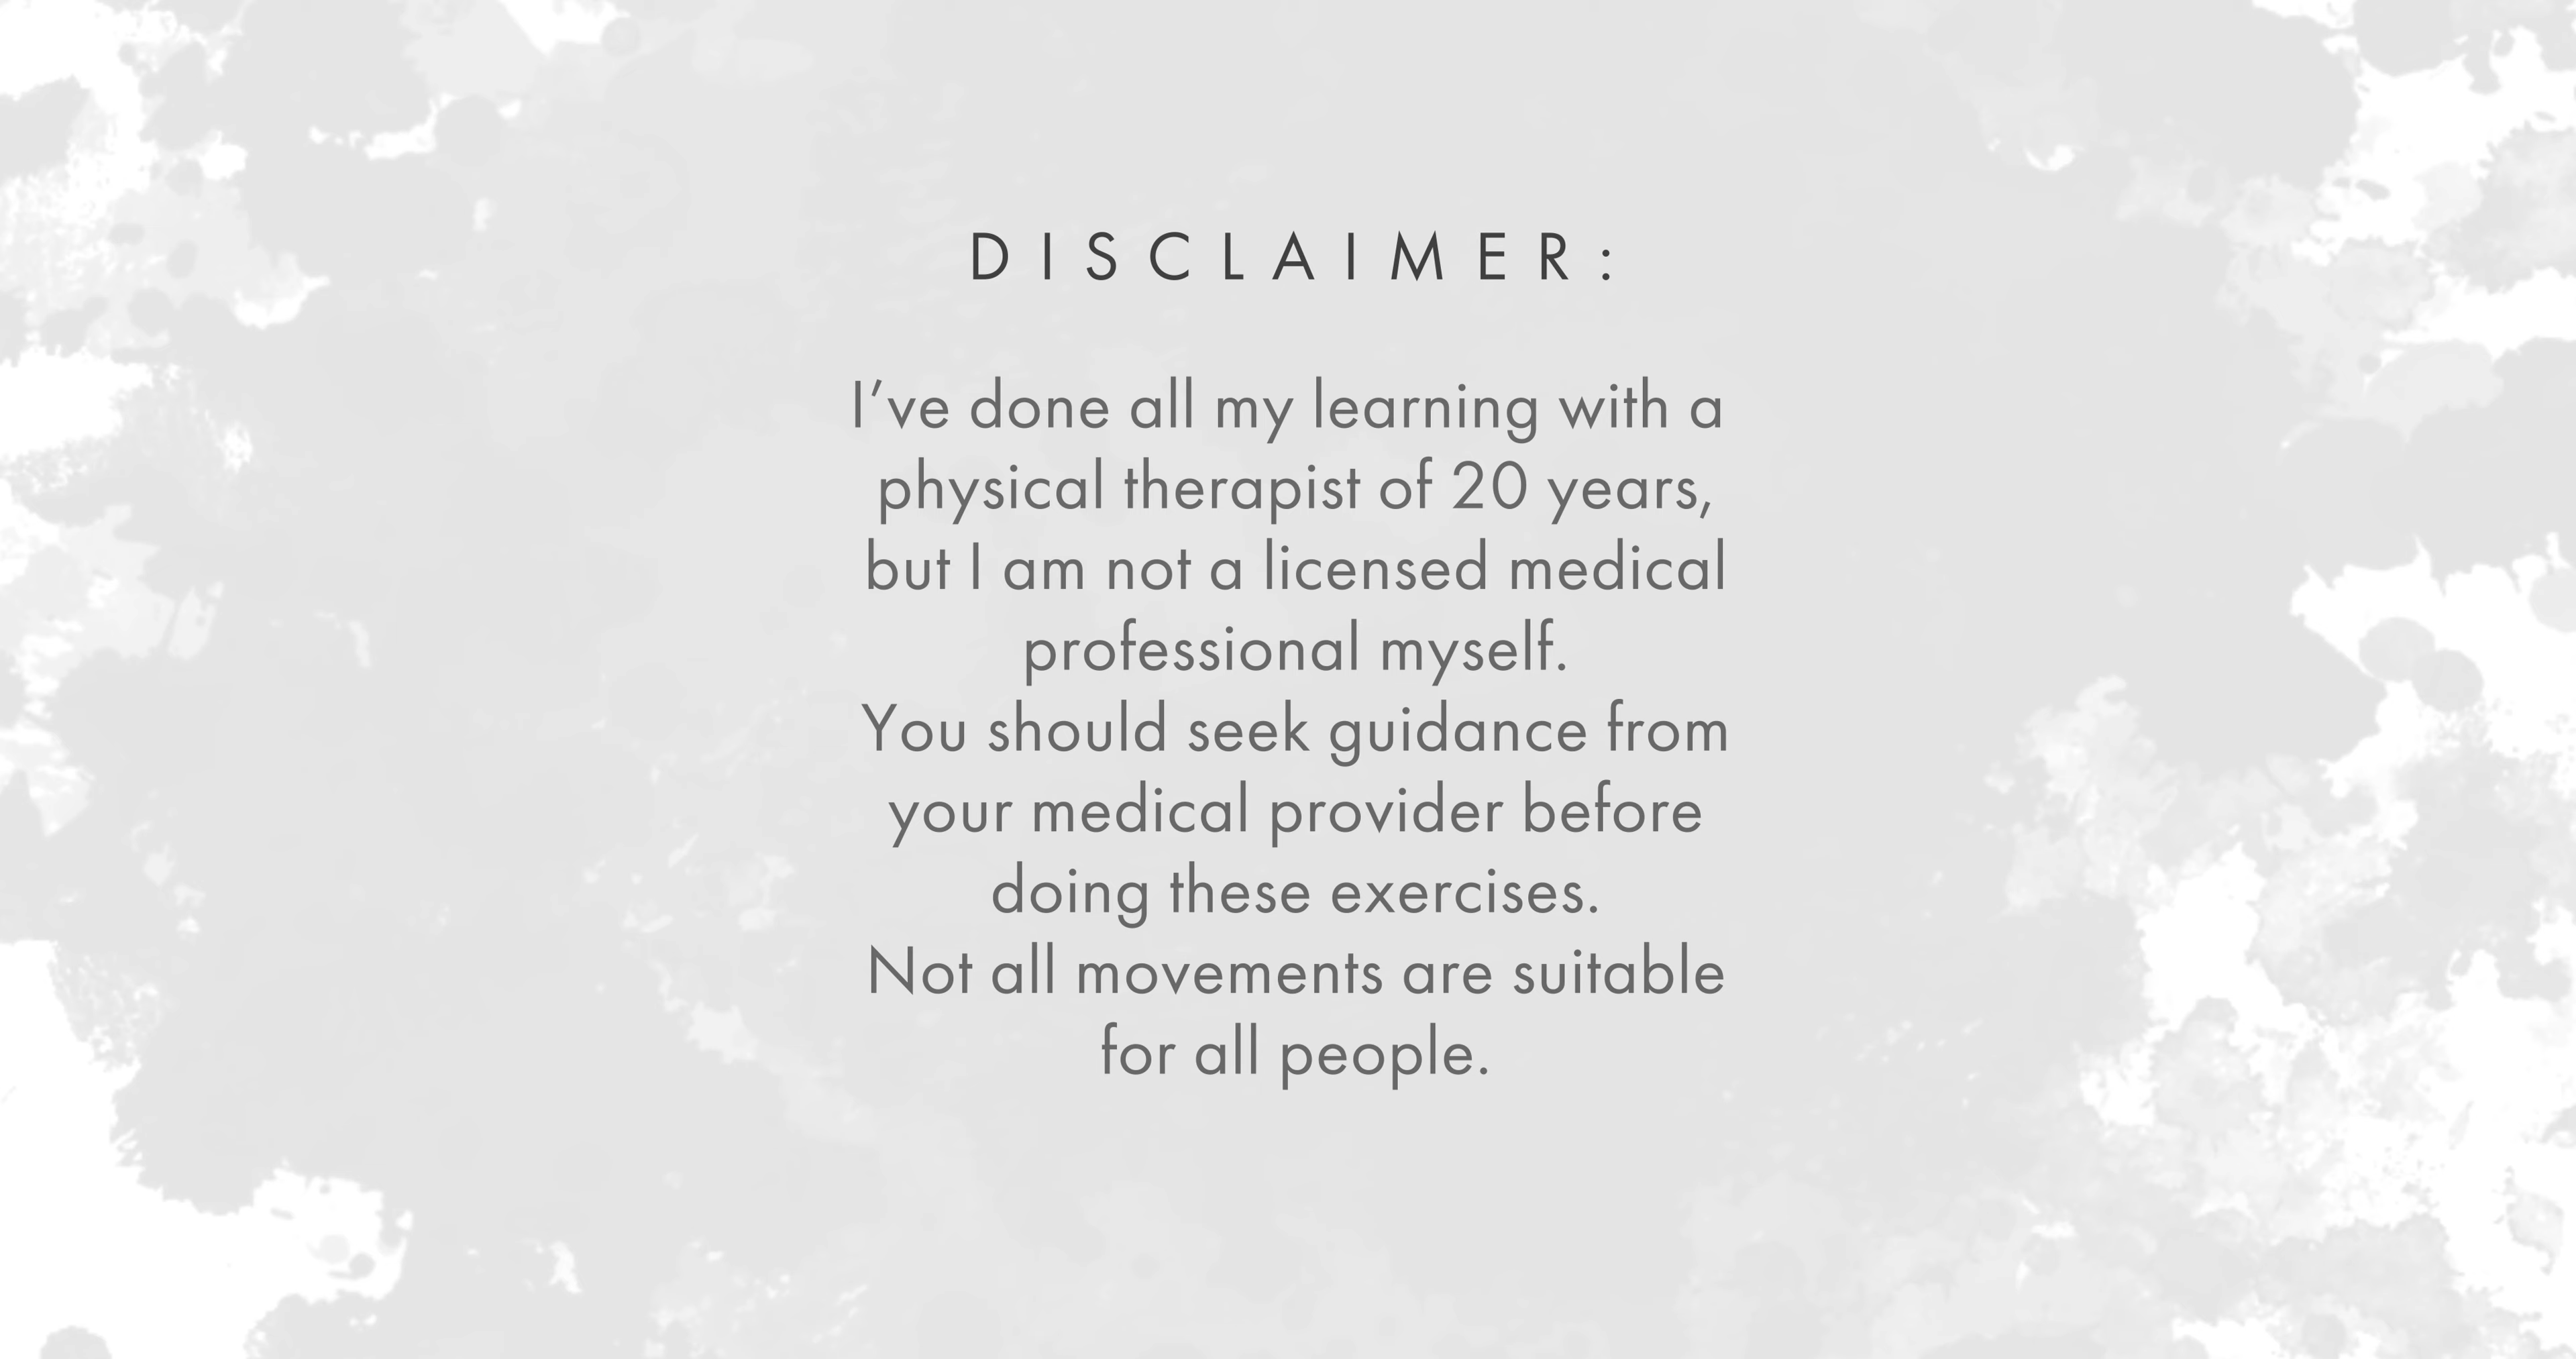 DISCLAIMER:
I’ve done all my learning with a
physical therapist of 20 years,
but I am not a licensed medical
professional myself.
You should seek guidance from
your medical provider before
doing these exercises.
Not all movements are suitable
for all people.